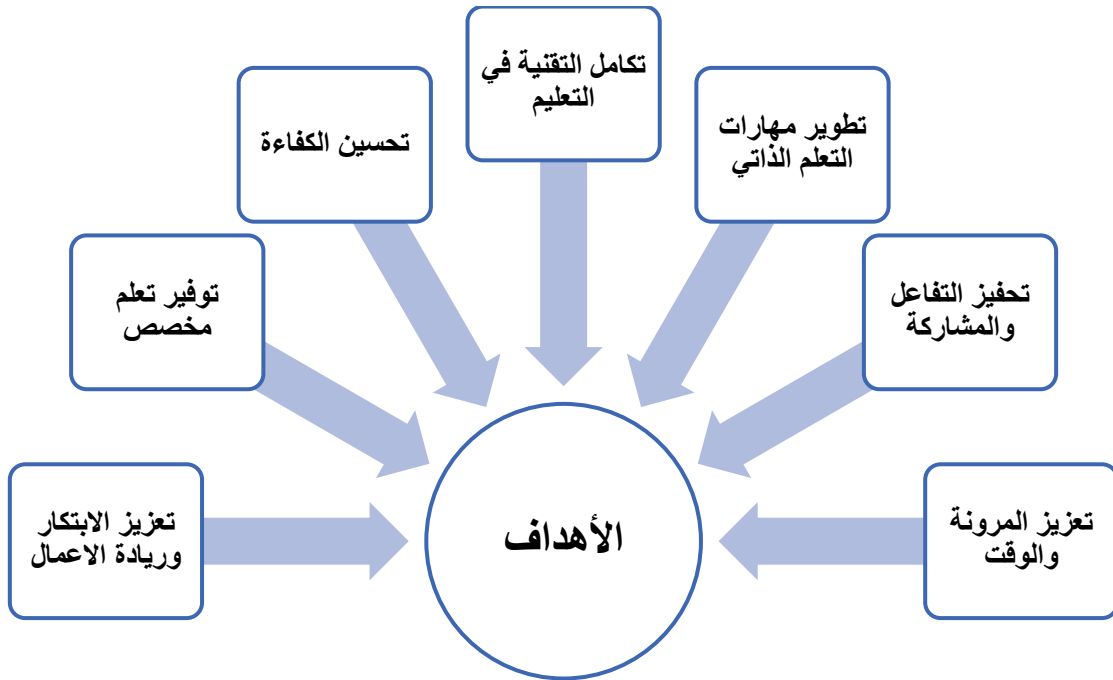 تكامل التقنية في
التعليم
تطوير مهارات
التعلم الذاتي
تحسين الكفاءة
تحفيز التفاعل
والمشاركة
توفير تعلم
مخصص
تعزيز المرونة
والوقت
الأهداف
تعزيز الابتكار
وريادة الاعمال